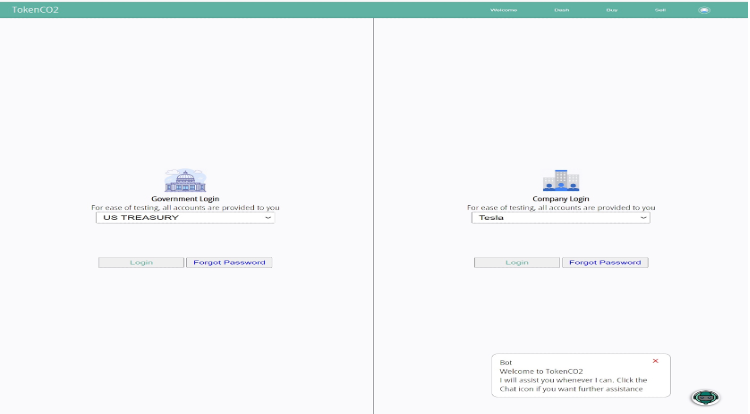 TokenCO2
Welcome
Dash
Buy
Sell
Government Login
For ease of testing, all accounts are provided to you
US TREASURY
Login
Forgot Password
Company Login
For ease of testing, all accounts are provided to you
Tesla
Login
Forgot Password
Bot
Welcome to TokenCO2
I will assist you whenever I can. Click the
Chat icon if you want further assistance